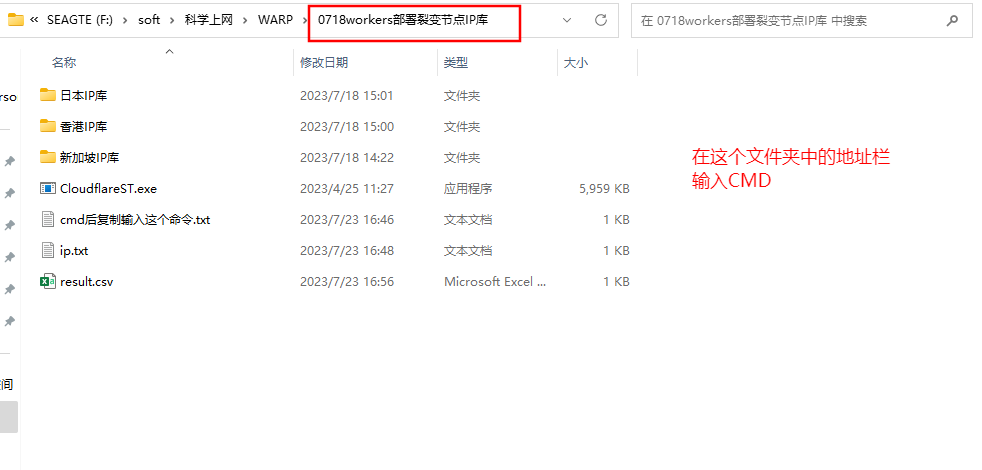 « SEAGTE (F:) > soft > 科学上网 > WARP > 0718workers部署裂变节点IP库
在 0718workers部署裂变节点IP库 中搜索
名称 修改日期 类型 大小
rso
日本IP库 2023/7/18 15:01 文件夹
香港IP库 2023/7/18 15:00 文件夹
新加坡IP库 2023/7/18 14:22 文件夹
CloudflareST.exe 2023/4/25 11:27 应用程序 5,959 KB
cmd后复制输入这个命令.txt 2023/7/23 16:46 文本文档 1 KB
ip.txt 2023/7/23 16:48 文本文档 1 KB
result.csv 2023/7/23 16:56 Microsoft Excel ... 1 KB
在这个文件夹中的地址栏
输入CMD
间